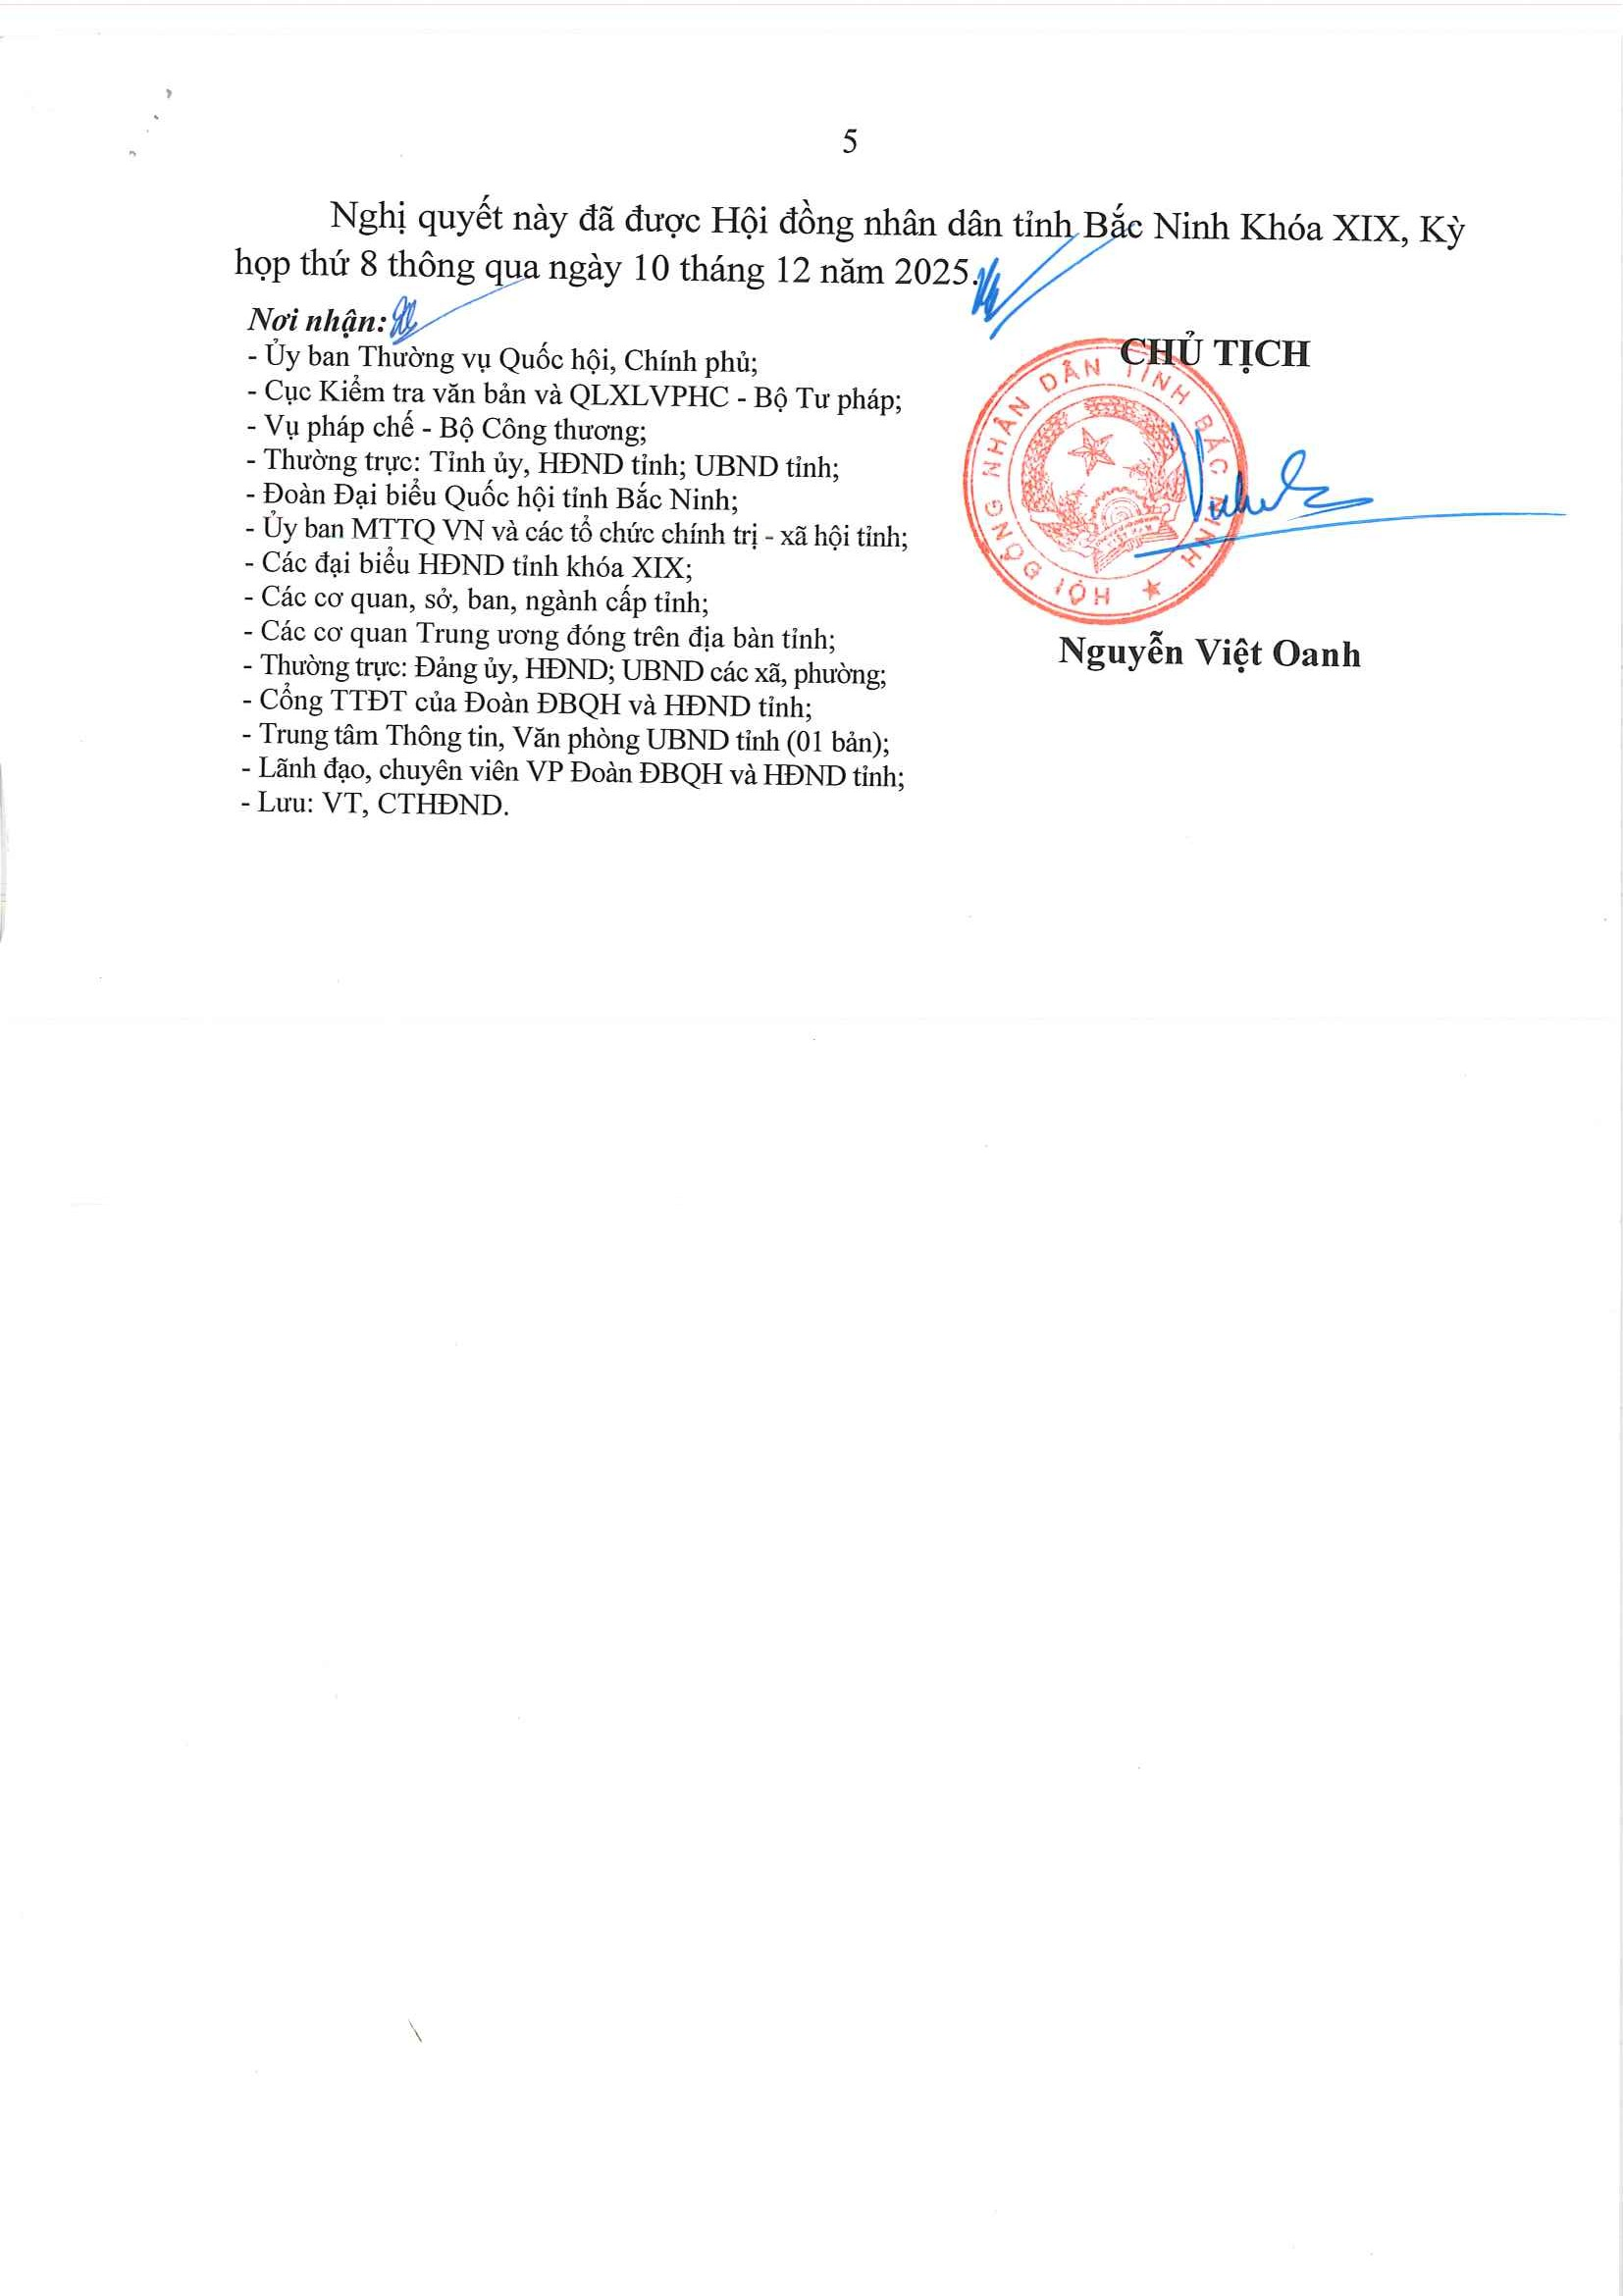 5
Nghị quyết này đã được Hội đồng nhân dân tỉnh Bắc Ninh Khóa XIX, Kỳ
họp thứ 8 thông qua ngày 10 tháng 12 năm 2025.
Nơi nhận:
- Ủy ban Thường vụ Quốc hội, Chính phủ;
- Cục Kiểm tra văn bản và QLXLVPHC - Bộ Tư pháp;
- Vụ pháp chế - Bộ Công thương;
- Thường trực: Tỉnh ủy, HĐND tỉnh; UBND tỉnh;
- Đoàn Đại biểu Quốc hội tỉnh Bắc Ninh;
- Ủy ban MTTQ VN và các tổ chức chính trị - xã hội tỉnh;
- Các đại biểu HĐND tỉnh khóa XIX;
- Các cơ quan, sở, ban, ngành cấp tỉnh;
- Các cơ quan Trung ương đóng trên địa bàn tỉnh;
- Thường trực: Đảng ủy, HĐND; UBND các xã, phường;
- Cổng TTĐT của Đoàn ĐBQH và HĐND tỉnh;
- Trung tâm Thông tin, Văn phòng UBND tỉnh (01 bản);
- Lãnh đạo, chuyên viên VP Đoàn ĐBQH và HĐND tỉnh;
- Lưu: VT, CTHĐND.
CHỦ TỊCH
HỘI ĐỒNG NHÂN DÂN TỈNH BẮC NINH
Nguyễn Việt Oanh